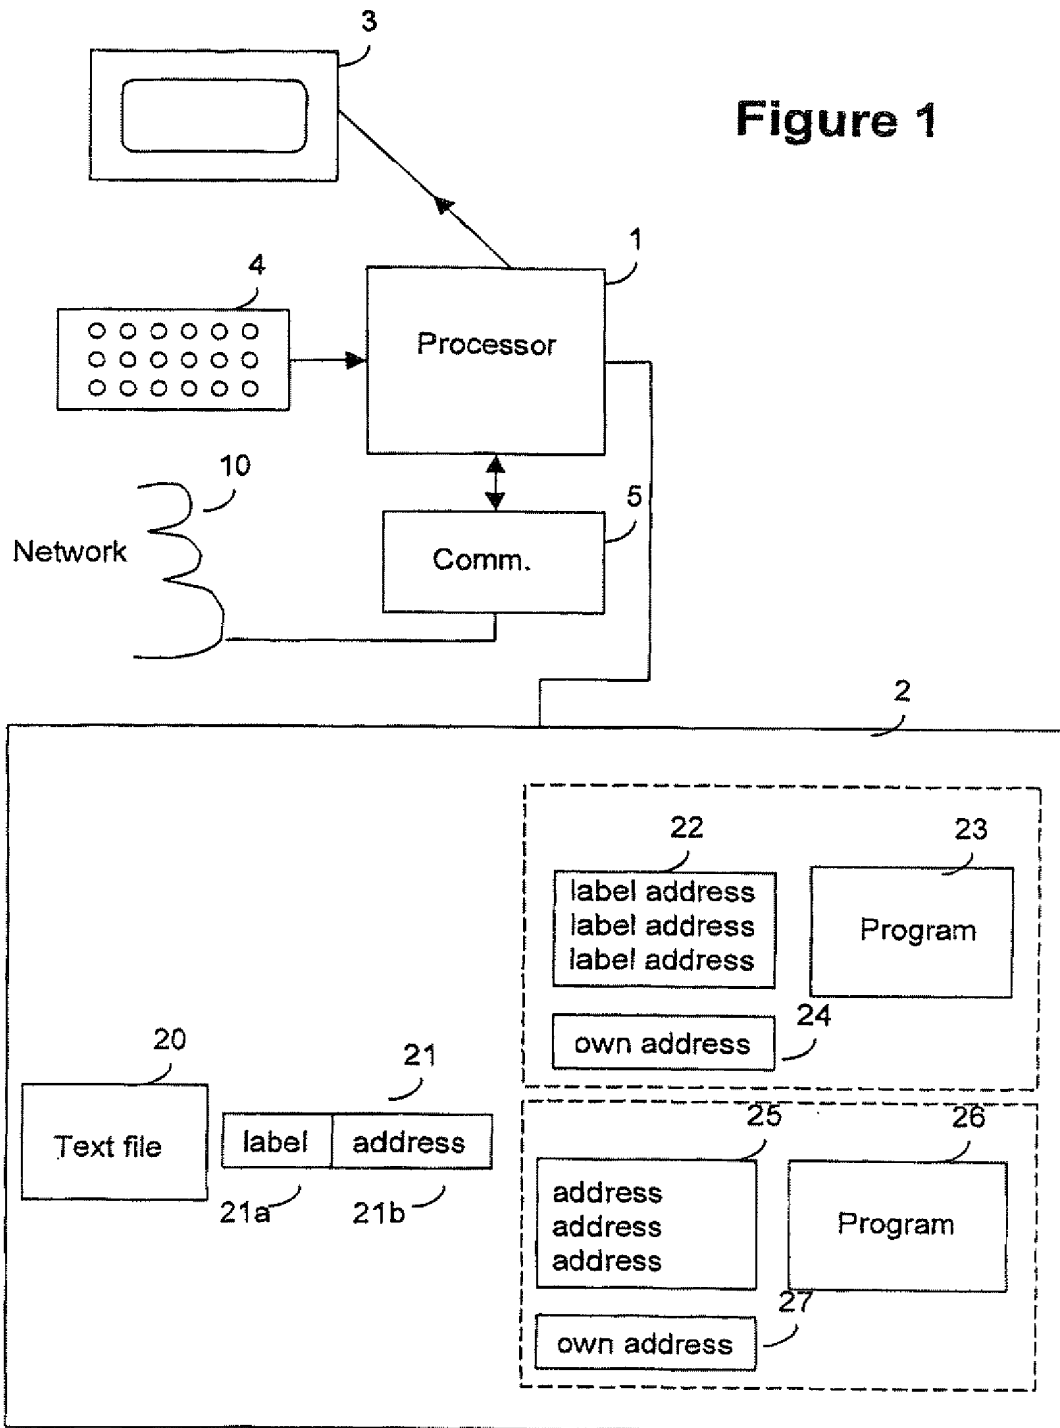 3
Figure 1
1
4
Processor
10
5
Network
Comm.
2
22
23
label address
label address
label address
Program
24
own address
20
21
25
26
Text file
label
address
21a
21b
address
address
address
Program
27
own address